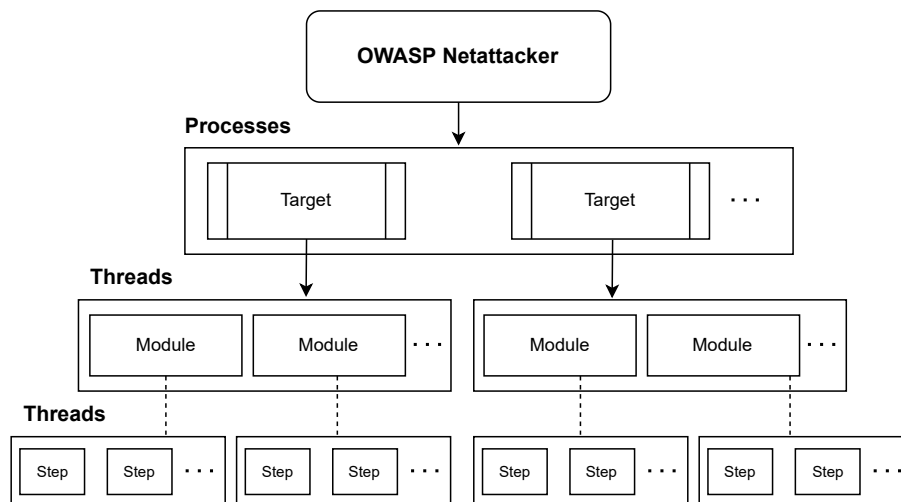 OWASP Netattacker
Processes
Target
Target
...
Threads
Module
Module
...
Module
Module
...
Threads
Step
Step
...
Step
Step
...
Step
Step
...
Step
Step
...